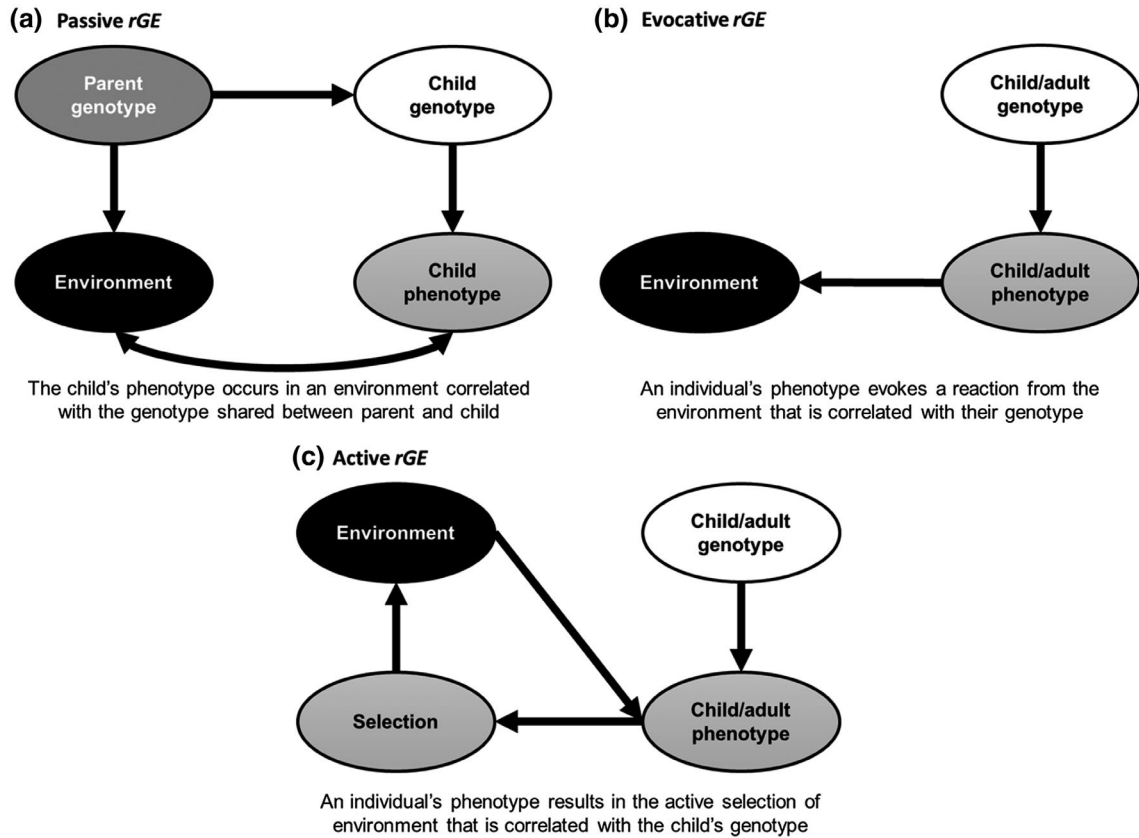 (a) Passive rGE
Parent
genotype
Child
genotype
Environment
Child
phenotype
The child's phenotype occurs in an environment correlated
with the genotype shared between parent and child
(b) Evocative rGE
Child/adult
genotype
Environment
Child/adult
phenotype
An individual's phenotype evokes a reaction from the
environment that is correlated with their genotype
(c) Active rGE
Environment
Child/adult
genotype
Selection
Child/adult
phenotype
An individual's phenotype results in the active selection of
environment that is correlated with the child's genotype